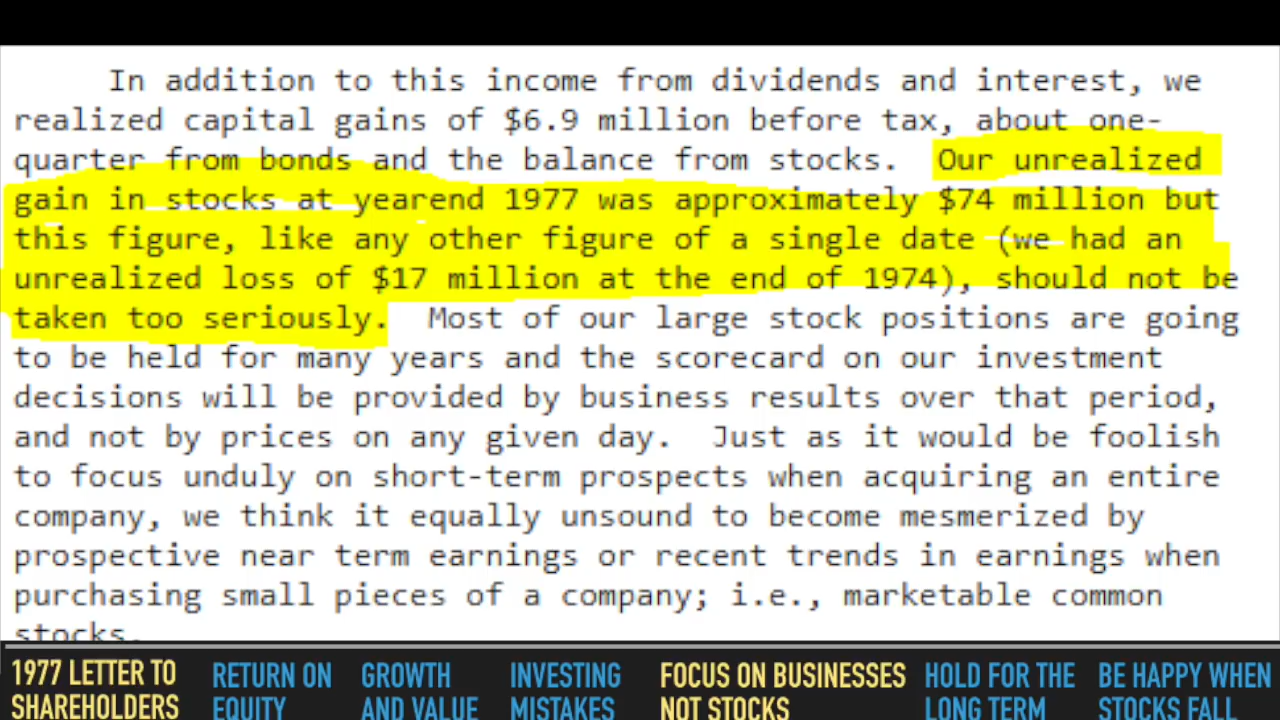 In addition to this income from dividends and interest, we
realized capital gains of $6.9 million before tax, about one-
quarter from bonds and the balance from stocks. Our unrealized
gain in stocks at yearend 1977 was approximately $74 million but
this figure, like any other figure of a single date (we had an
unrealized loss of $17 million at the end of 1974), should not be
taken too seriously. Most of our large stock positions are going
to be held for many years and the scorecard on our investment
decisions will be provided by business results over that period,
and not by prices on any given day. Just as it would be foolish
to focus unduly on short-term prospects when acquiring an entire
company, we think it equally unsound to become mesmerized by
prospective near term earnings or recent trends in earnings when
purchasing small pieces of a company; i.e., marketable common
stocks.
1977 LETTER TO
SHAREHOLDERS
RETURN ON
EQUITY
GROWTH
AND VALUE
INVESTING
MISTAKES
FOCUS ON BUSINESSES
NOT STOCKS
HOLD FOR THE
LONG TERM
BE HAPPY WHEN
STOCKS FALL